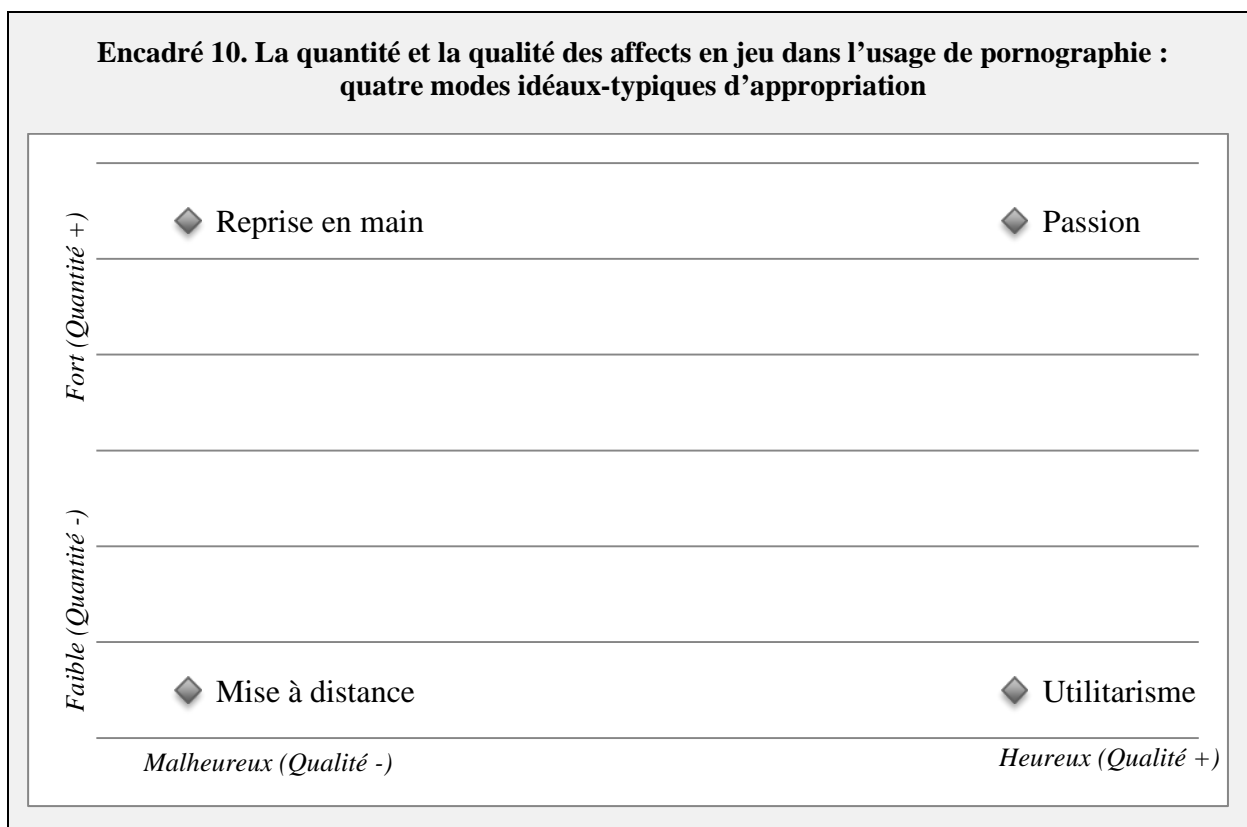 Encadré 10. La quantité et la qualité des affects en jeu dans l’usage de pornographie :
quatre modes idéaux-typiques d’appropriation
Fort (Quantité +)
Reprise en main
Passion
Faible (Quantité -)
Mise à distance
Utilitarisme
Malheureux (Qualité -)
Heureux (Qualité +)